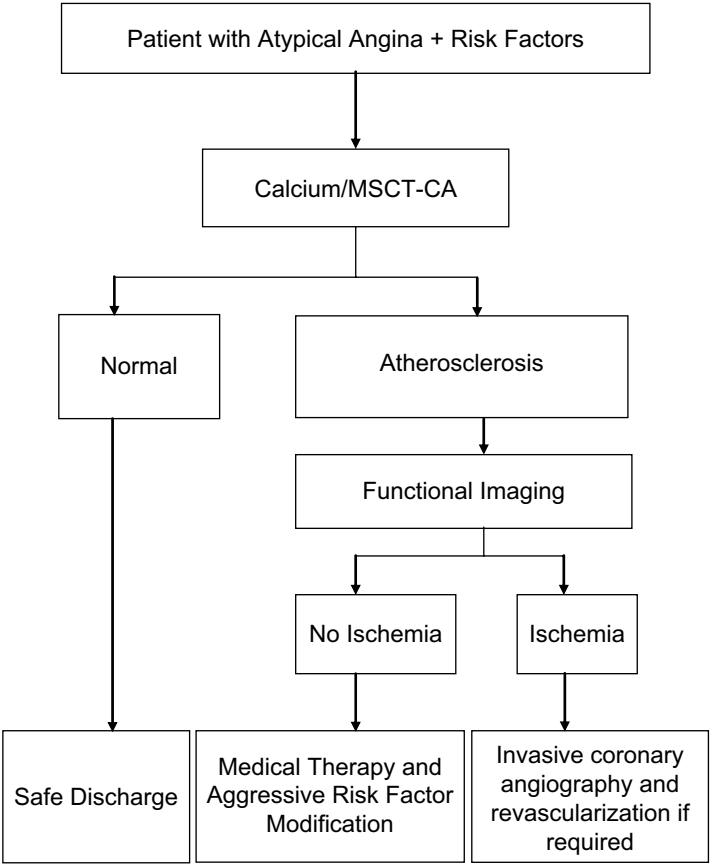 Patient with Atypical Angina + Risk Factors
Calcium/MSCT-CA
Normal
Atherosclerosis
Functional Imaging
No Ischemia
Ischemia
Safe Discharge
Medical Therapy and
Aggressive Risk Factor
Modification
Invasive coronary
angiography and
revascularization if
required